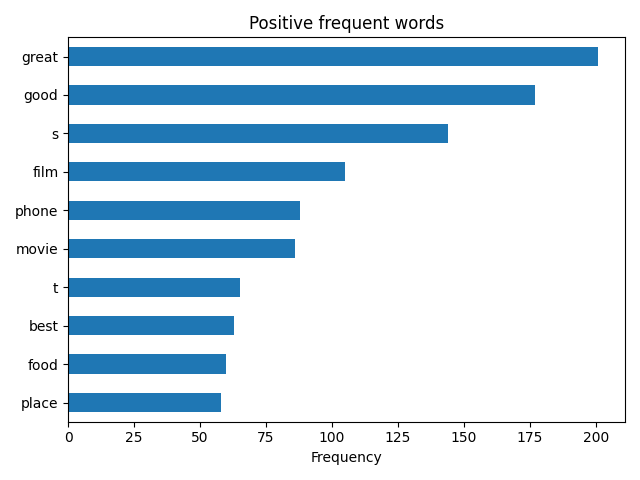 Positive frequent words
great
good
s
film
phone
movie
t
best
food
place
0 25 50 75 100 125 150 175 200
Frequency